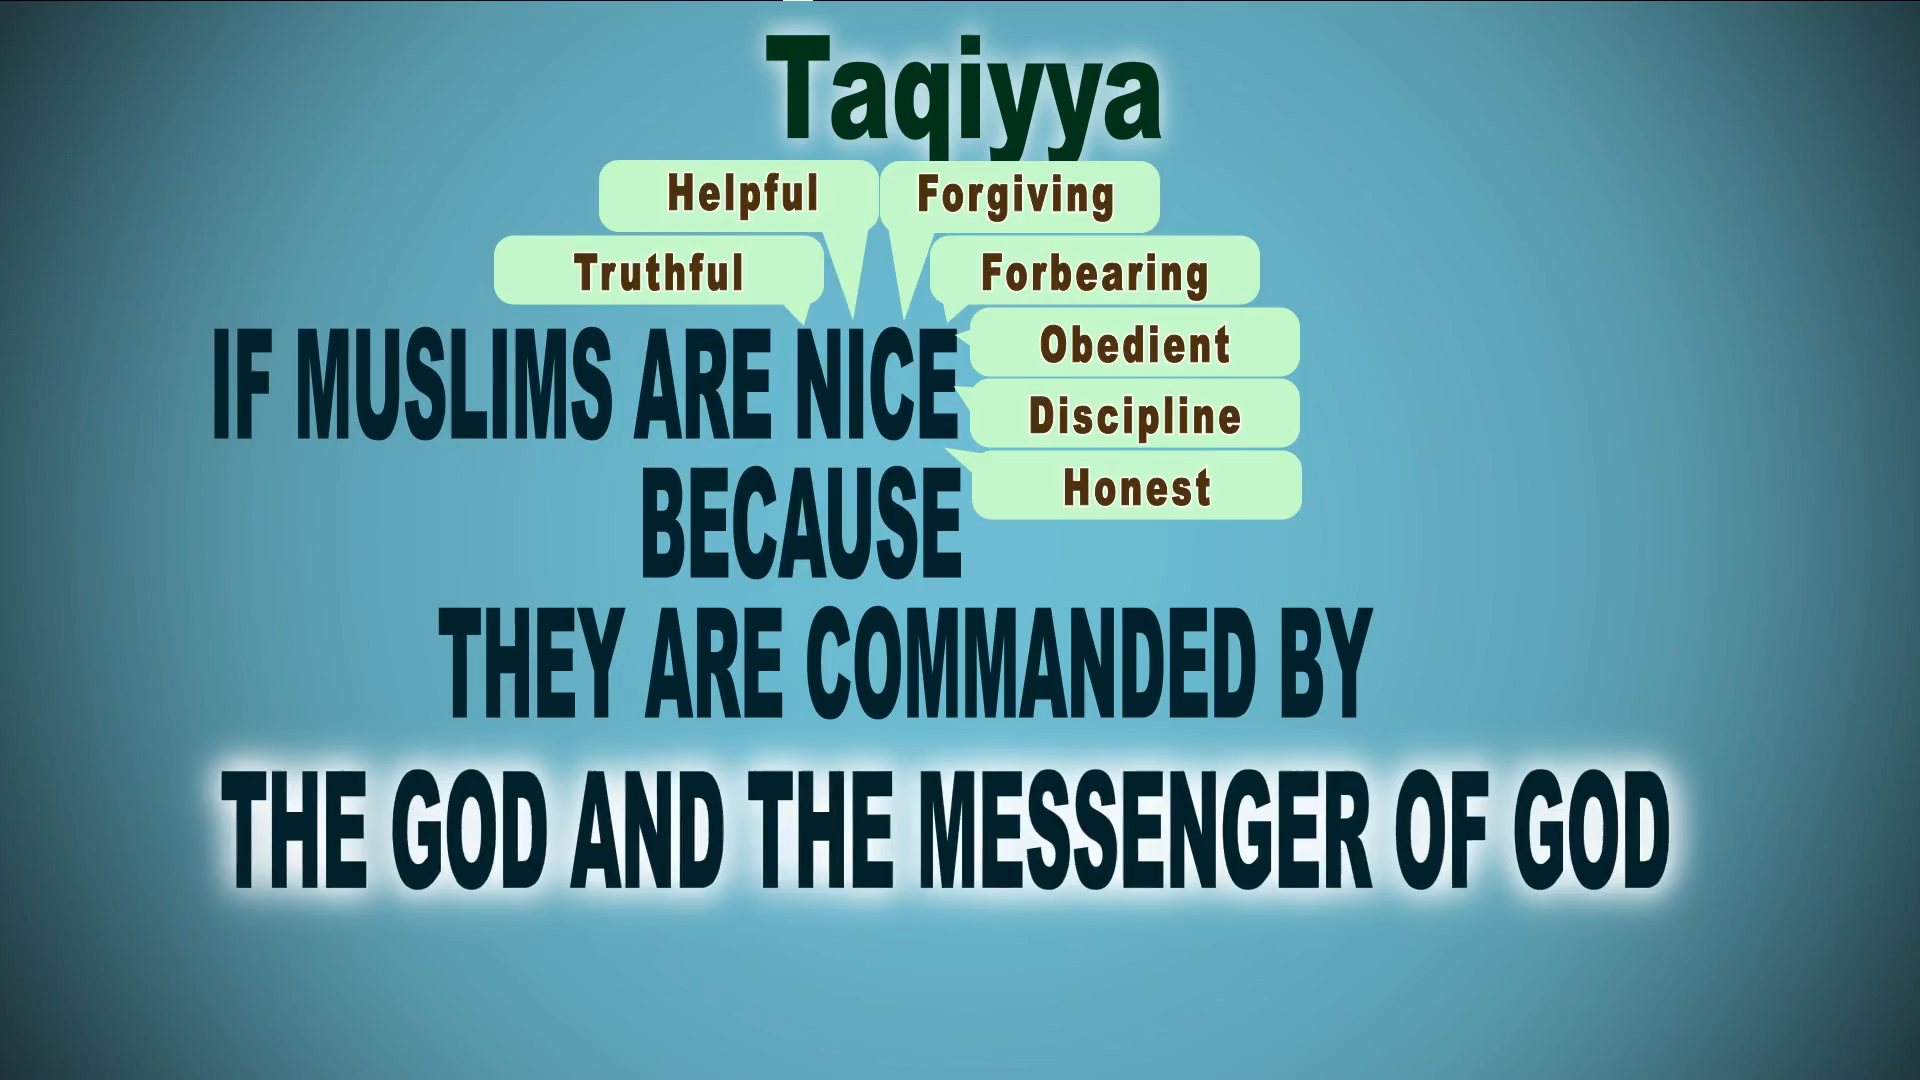 Taqiyya
Helpful
Forgiving
Truthful
Forbearing
IF MUSLIMS ARE NICE
Obedient
Discipline
Honest
BECAUSE
THEY ARE COMMANDED BY
THE GOD AND THE MESSENGER OF GOD